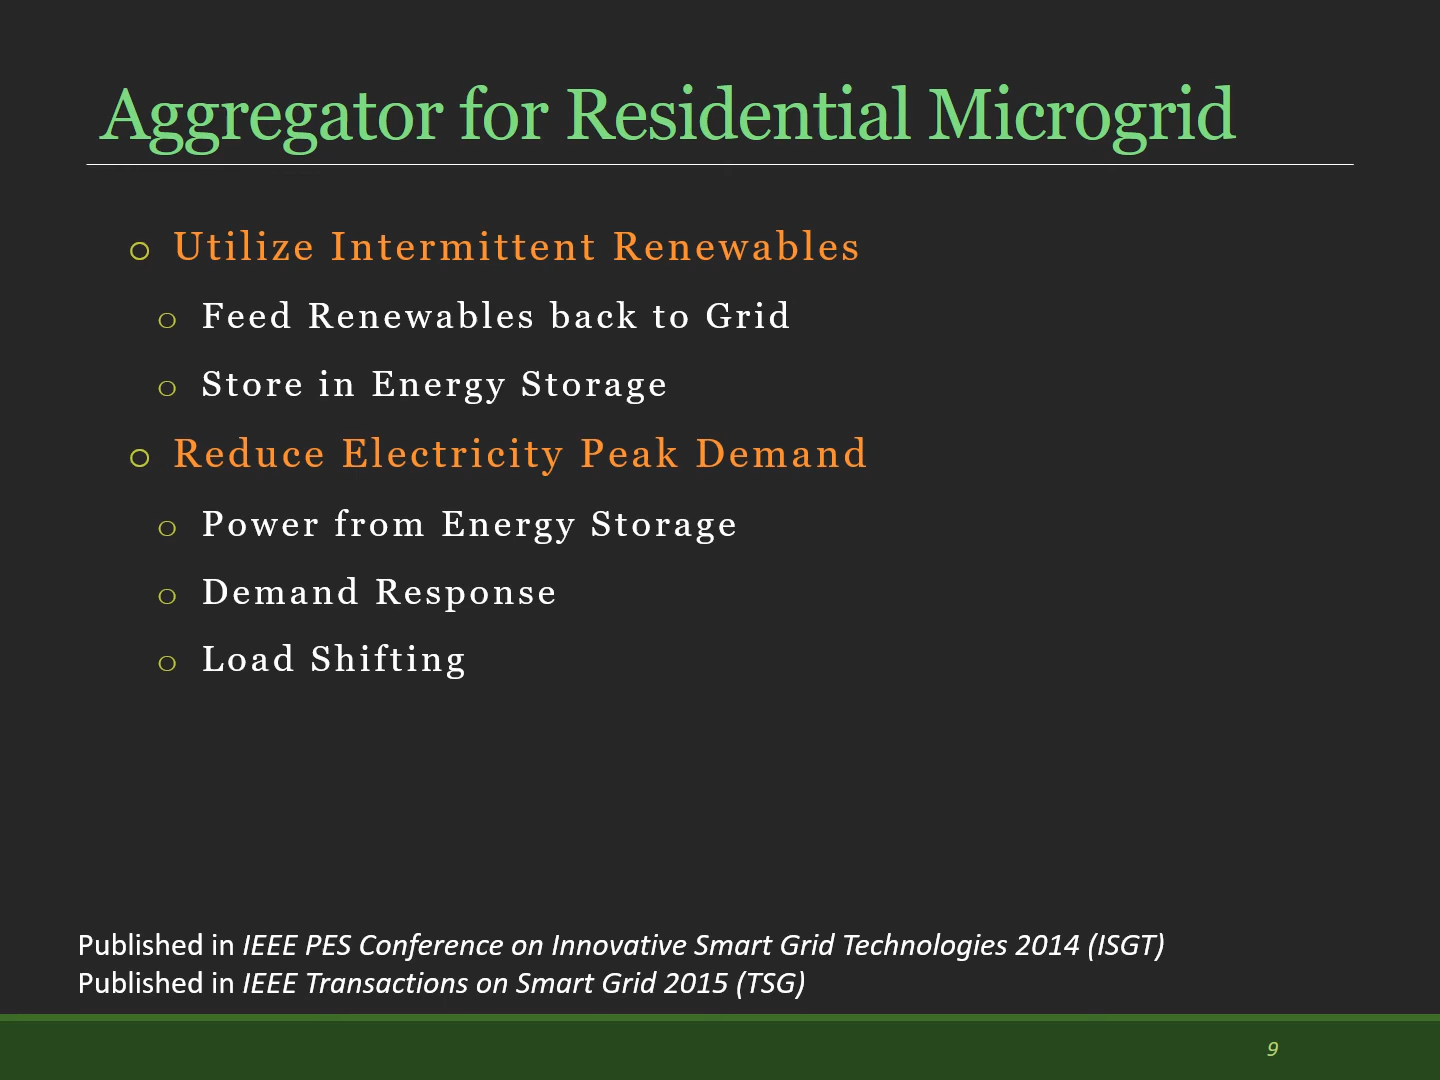 Aggregator for Residential Microgrid
Utilize Intermittent Renewables
Feed Renewables back to Grid
Store in Energy Storage
Reduce Electricity Peak Demand
Power from Energy Storage
Demand Response
Load Shifting
Published in IEEE PES Conference on Innovative Smart Grid Technologies 2014 (ISGT)
Published in IEEE Transactions on Smart Grid 2015 (TSG)
9